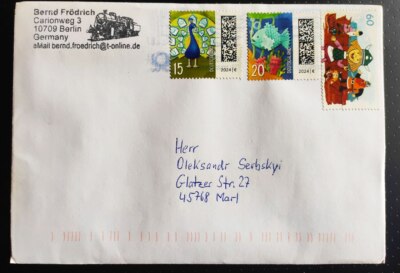 Bernd Frödrich
Carionweg 3
10709 Berlin
Germany
eMail bernd.froedrich@t-online.de
15
2024 | €
20
2024 | €
60
Herr
Oleksandr Serbskyi
Glatzer Str. 27
45768 Marl